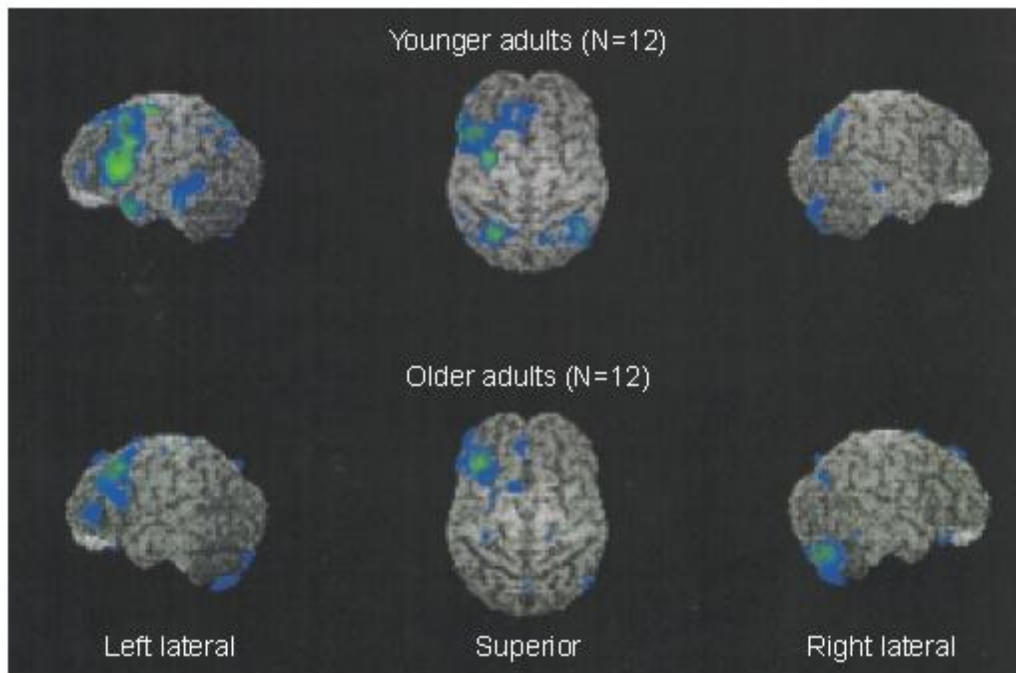 Younger adults (N=12)
Older adults (N=12)
Left lateral
Superior
Right lateral